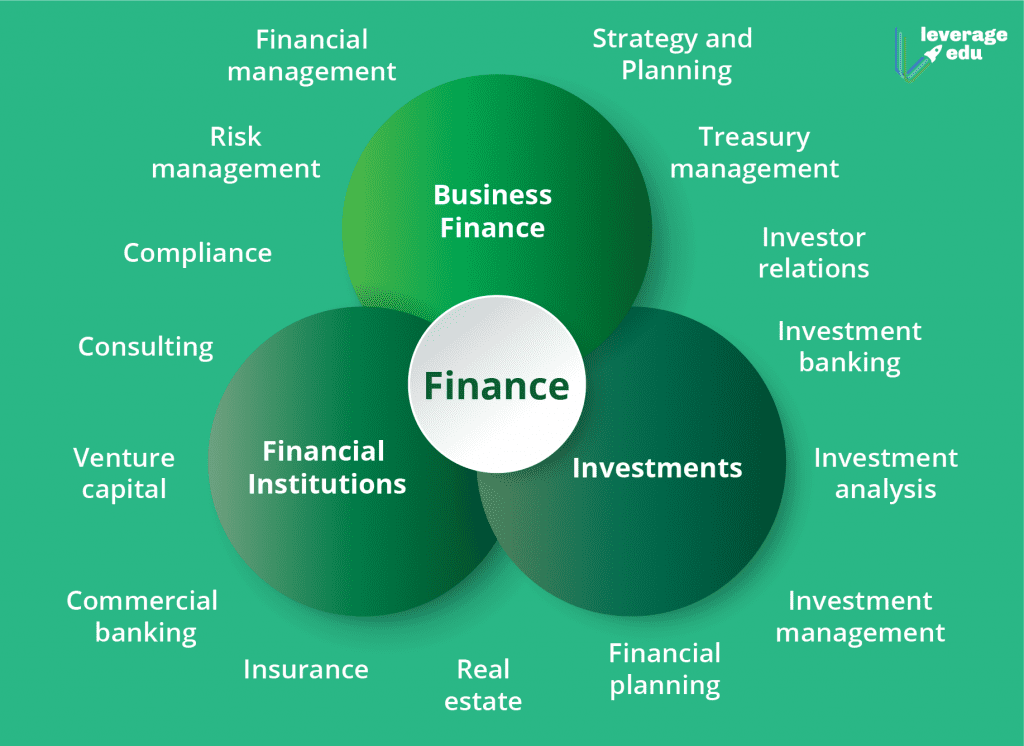 Financial
management
Strategy and
Planning
leverage
edu
Risk
management
Treasury
management
Business
Finance
Compliance
Investor
relations
Consulting
Investment
banking
Finance
Financial
Institutions
Investments
Venture
capital
Investment
analysis
Commercial
banking
Investment
management
Insurance
Real
estate
Financial
planning